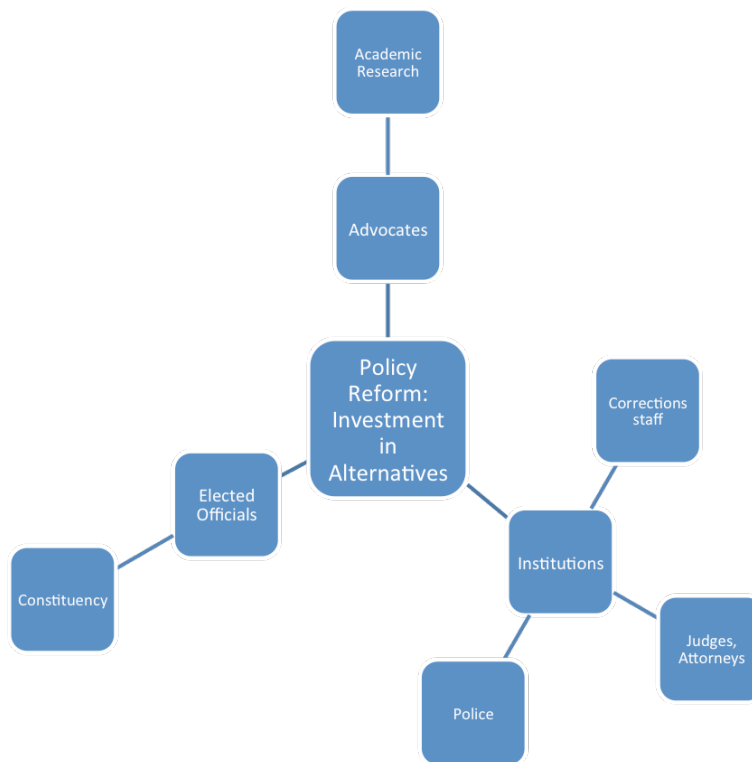 Academic
Research
Advocates
Policy
Reform:
Investment
in
Alternatives
Corrections
staff
Elected
Officials
Institutions
Constituency
Judges,
Attorneys
Police